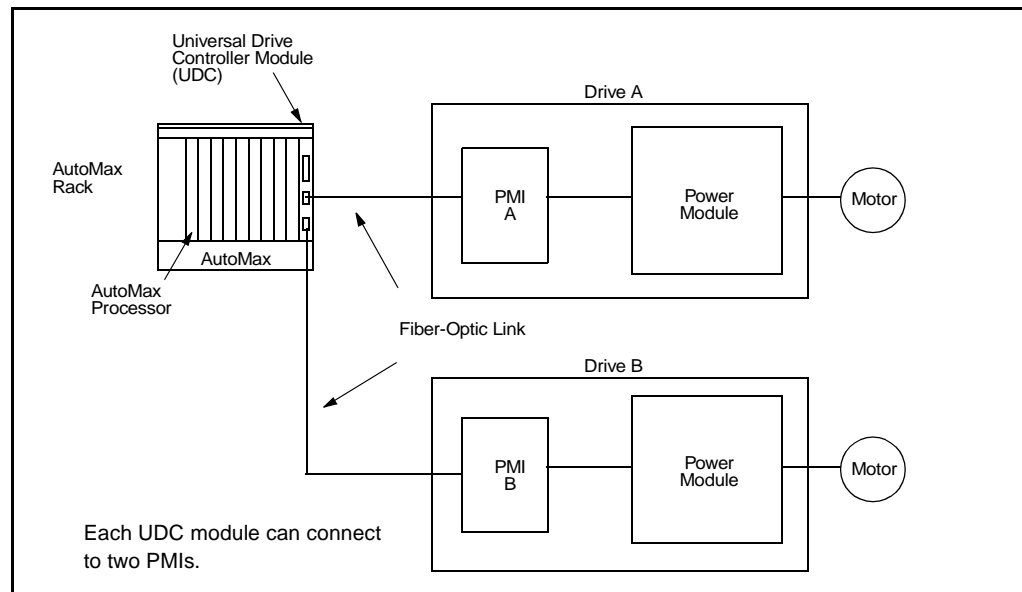 Universal Drive
Controller Module
(UDC)
AutoMax
Rack
AutoMax
AutoMax
Processor
Drive A
PMI
A
Power
Module
Motor
Fiber-Optic Link
Drive B
PMI
B
Power
Module
Motor
Each UDC module can connect
to two PMIs.